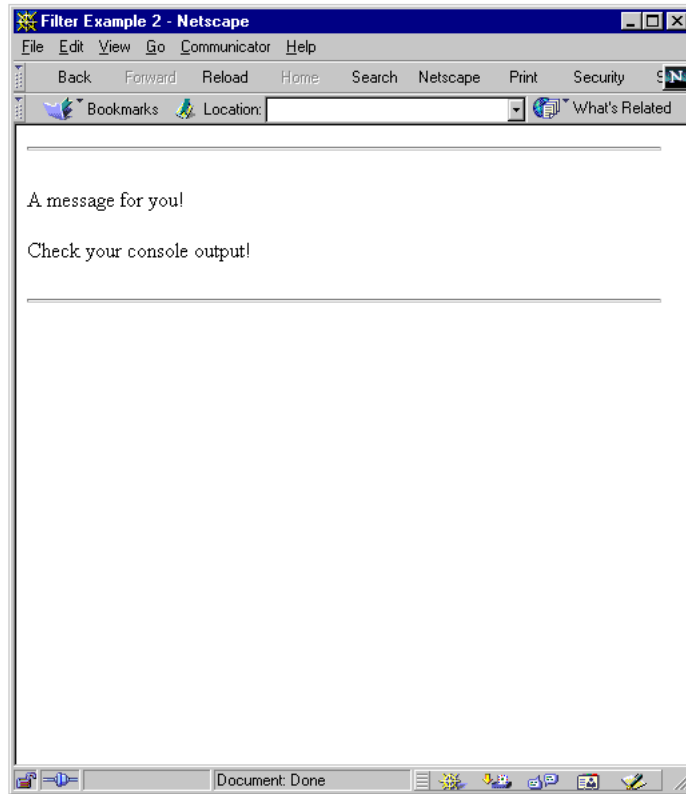 Filter Example 2 - Netscape
File Edit View Go Communicator Help
Back Forward Reload Home Search Netscape Print Security S N
Bookmarks Location: What's Related
A message for you!
Check your console output!
Document: Done